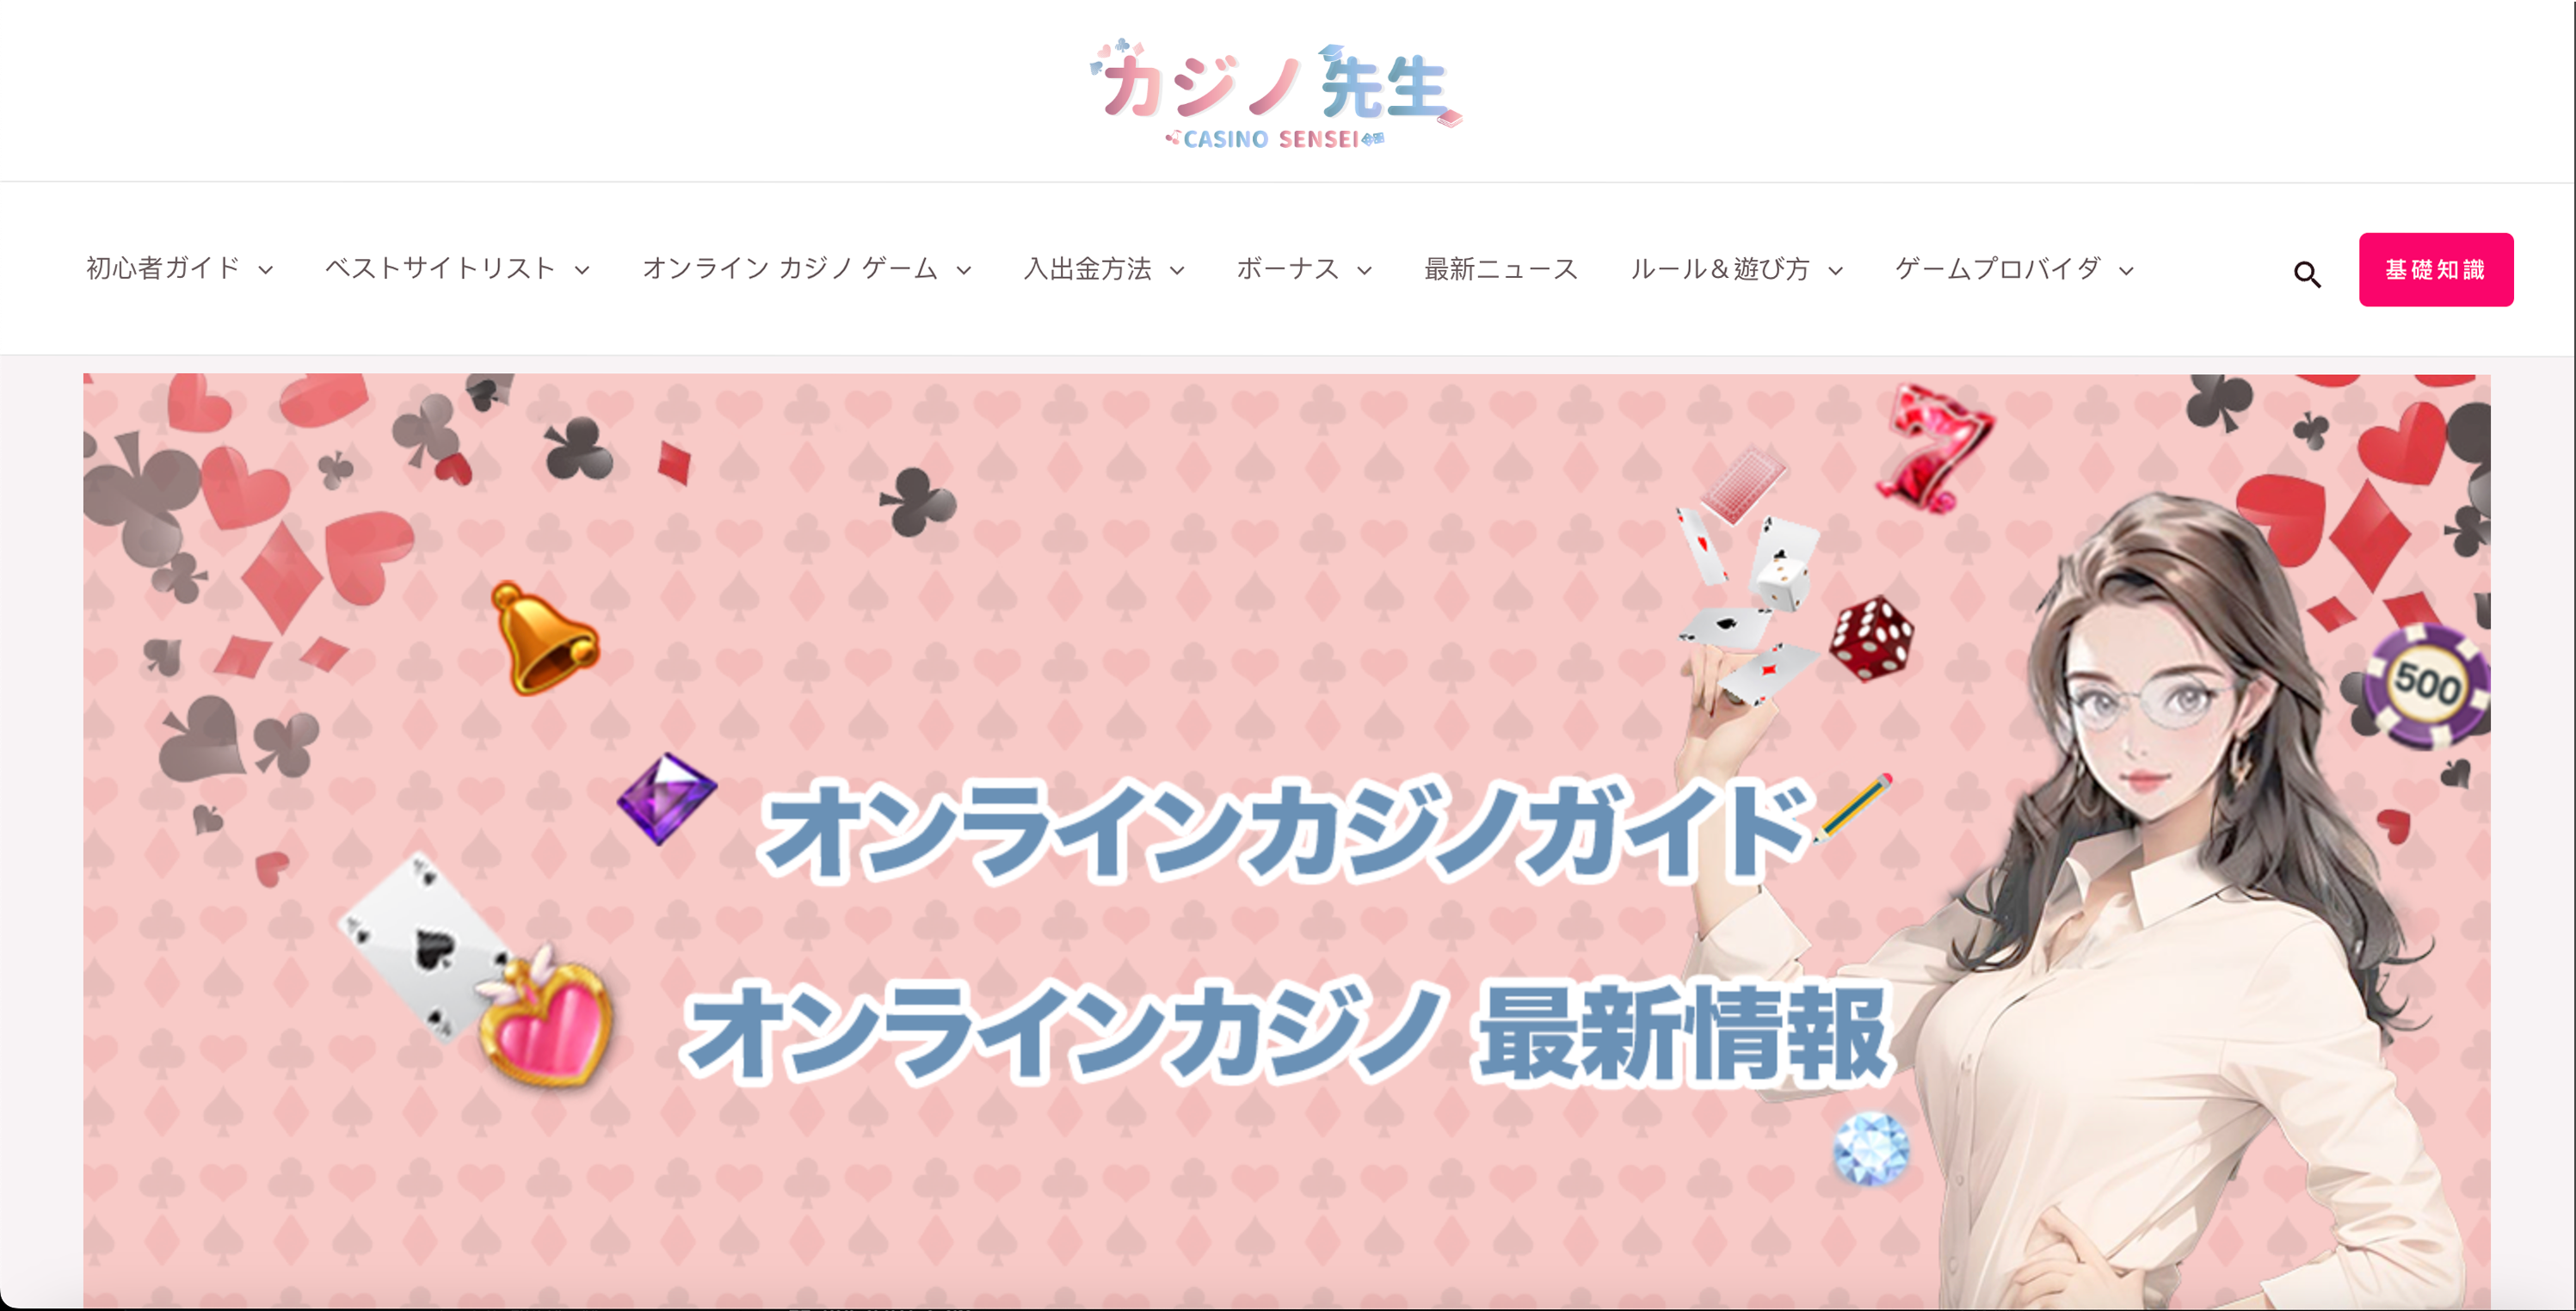 カジノ先生
CASINO SENSEI
初心者ガイド ベストサイトリスト オンライン カジノ ゲーム 入出金方法 ボーナス 最新ニュース ルール＆遊び方 ゲームプロバイダ 基礎知識
7
500
オンラインカジノガイド
オンラインカジノ 最新情報